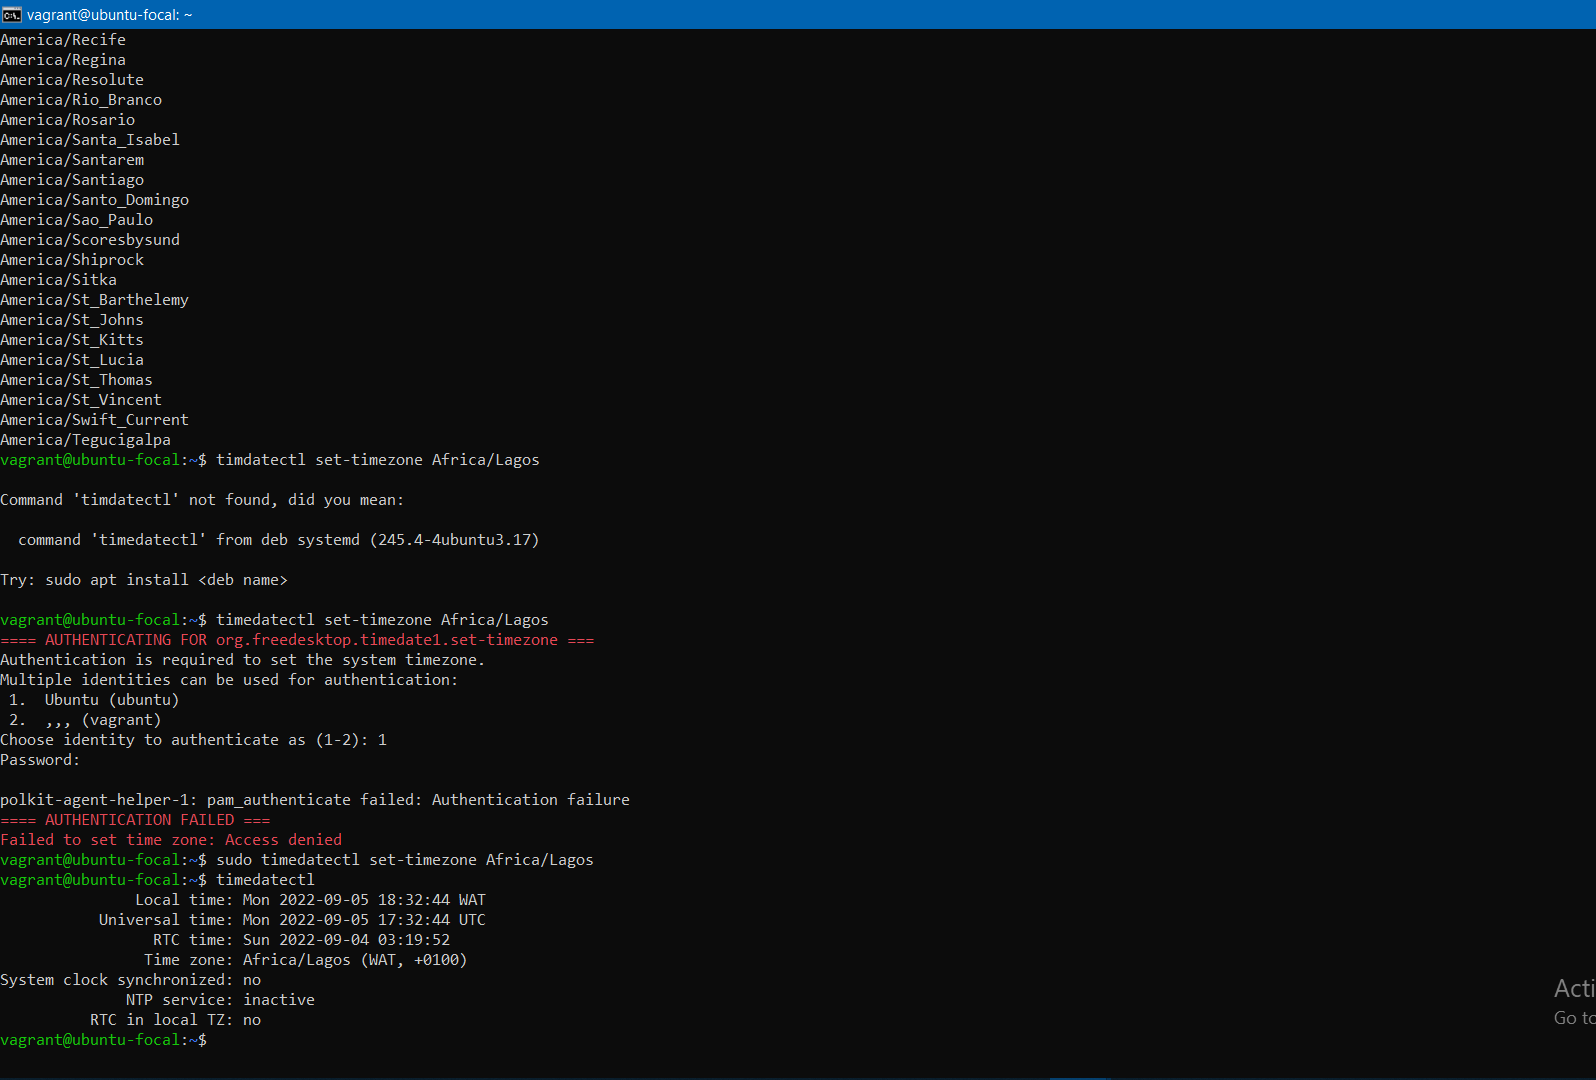 vagrant@ubuntu-focal: ~
America/Recife
America/Regina
America/Resolute
America/Rio_Branco
America/Rosario
America/Santa_Isabel
America/Santarem
America/Santiago
America/Santo_Domingo
America/Sao_Paulo
America/Scoresbysund
America/Shiprock
America/Sitka
America/St_Barthelemy
America/St_Johns
America/St_Kitts
America/St_Lucia
America/St_Thomas
America/St_Vincent
America/Swift_Current
America/Tegucigalpa
vagrant@ubuntu-focal:~$ timdatectl set-timezone Africa/Lagos
Command 'timdatectl' not found, did you mean:
command 'timedatectl' from deb systemd (245.4-4ubuntu3.17)
Try: sudo apt install <deb name>
vagrant@ubuntu-focal:~$ timedatectl set-timezone Africa/Lagos
==== AUTHENTICATING FOR org.freedesktop.timedate1.set-timezone ===
Authentication is required to set the system timezone.
Multiple identities can be used for authentication:
1.  Ubuntu (ubuntu)
2.  ,,, (vagrant)
Choose identity to authenticate as (1-2): 1
Password:
polkit-agent-helper-1: pam_authenticate failed: Authentication failure
==== AUTHENTICATION FAILED ===
Failed to set time zone: Access denied
vagrant@ubuntu-focal:~$ sudo timedatectl set-timezone Africa/Lagos
vagrant@ubuntu-focal:~$ timedatectl
Local time: Mon 2022-09-05 18:32:44 WAT
Universal time: Mon 2022-09-05 17:32:44 UTC
RTC time: Sun 2022-09-04 03:19:52
Time zone: Africa/Lagos (WAT, +0100)
System clock synchronized: no
NTP service: inactive
RTC in local TZ: no
vagrant@ubuntu-focal:~$
Acti
Go to